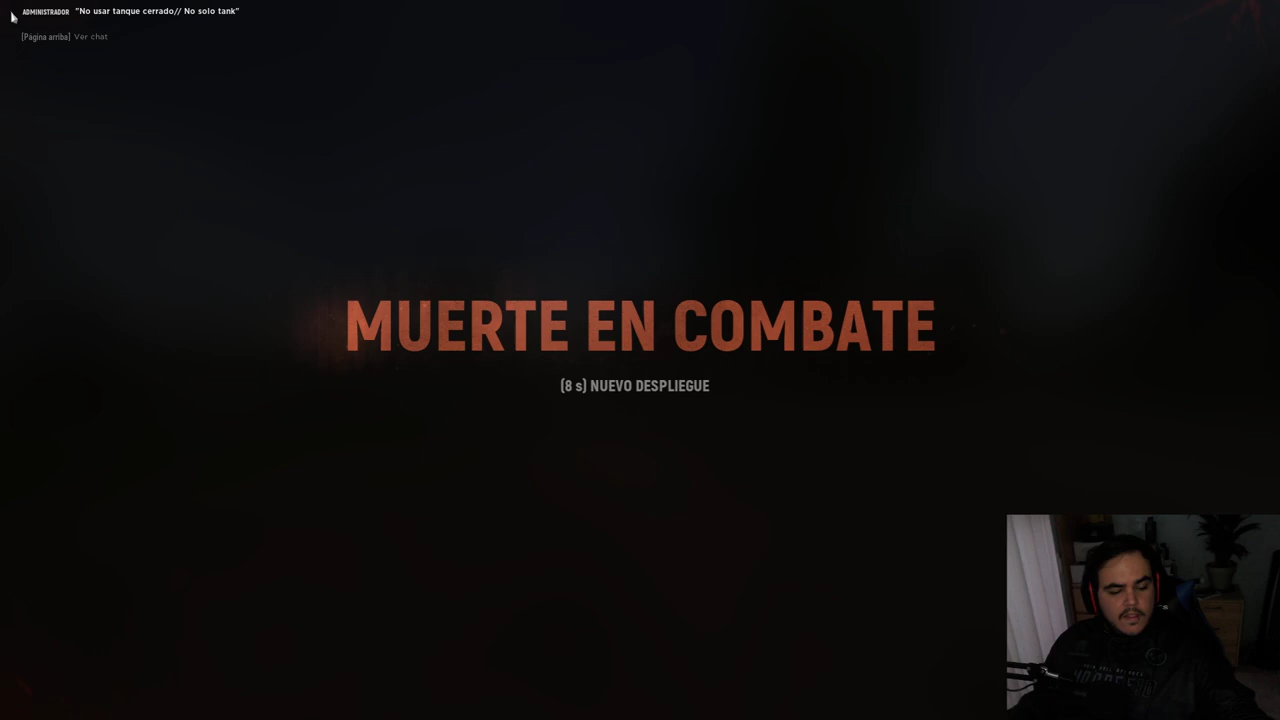 ADMINISTRADOR "No usar tanque cerrado// No solo tank"
[Página arriba] Ver chat
MUERTE EN COMBATE
(8 s) NUEVO DESPLIEGUE